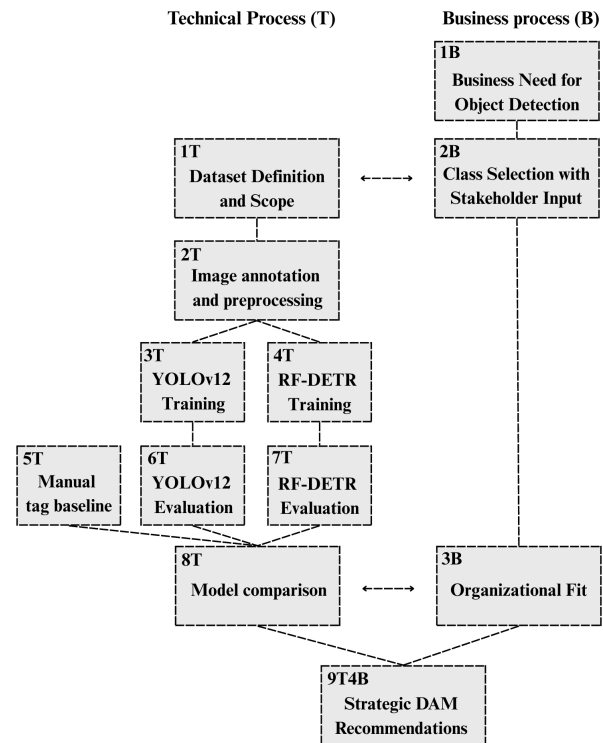 Technical Process (T)
Business process (B)
1B
Business Need for
Object Detection
1T
Dataset Definition
and Scope
2B
Class Selection with
Stakeholder Input
2T
Image annotation
and preprocessing
3T
YOLOv12
Training
4T
RF-DETR
Training
5T
Manual
tag baseline
6T
YOLOv12
Evaluation
7T
RF-DETR
Evaluation
8T
Model comparison
3B
Organizational Fit
9T4B
Strategic DAM
Recommendations